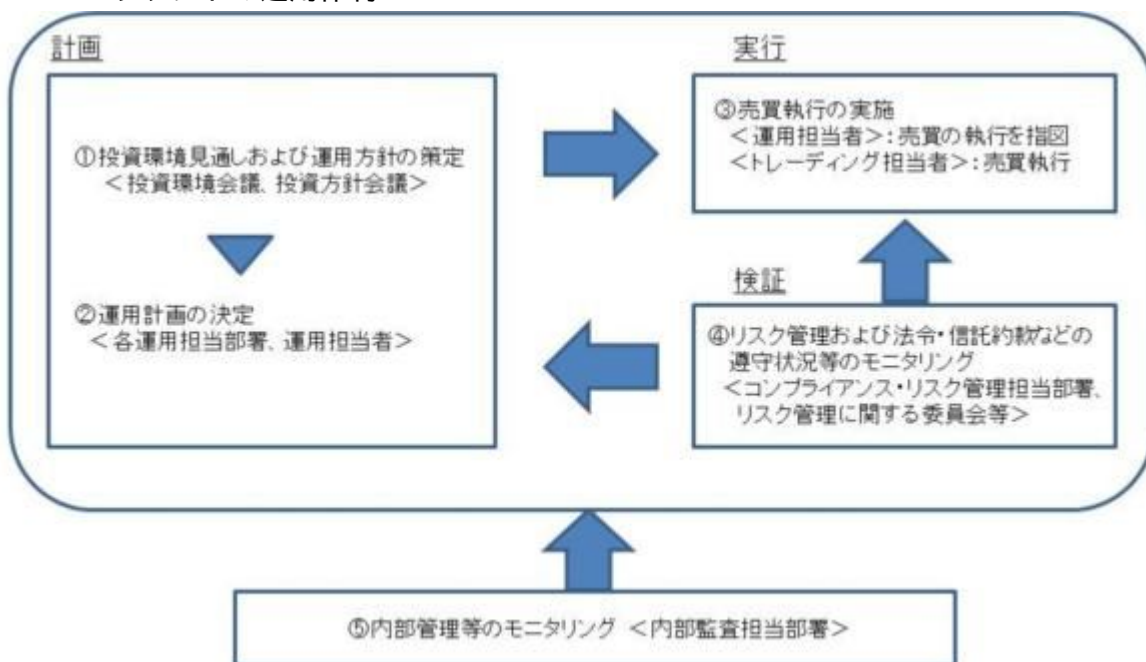 計画
①投資環境見通しおよび運用方針の策定
＜投資環境会議、投資方針会議＞
②運用計画の決定
＜各運用担当部署、運用担当者＞
実行
③売買執行の実施
＜運用担当者＞：売買の執行を指図
＜トレーディング担当者＞：売買執行
検証
④リスク管理および法令・信託約款などの
遵守状況等のモニタリング
＜コンプライアンス・リスク管理担当部署、
リスク管理に関する委員会等＞
⑤内部管理等のモニタリング ＜内部監査担当部署＞